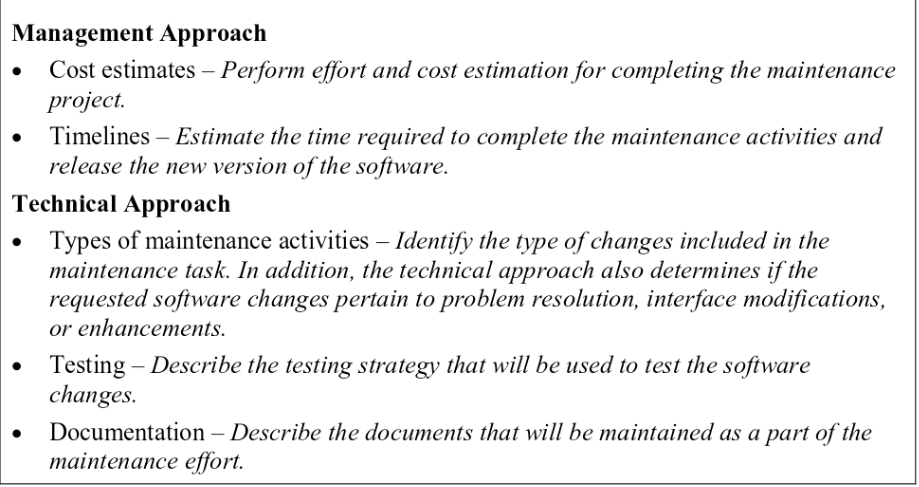 Management Approach
• Cost estimates – Perform effort and cost estimation for completing the maintenance
project.
• Timelines – Estimate the time required to complete the maintenance activities and
release the new version of the software.
Technical Approach
• Types of maintenance activities – Identify the type of changes included in the
maintenance task. In addition, the technical approach also determines if the
requested software changes pertain to problem resolution, interface modifications,
or enhancements.
• Testing – Describe the testing strategy that will be used to test the software
changes.
• Documentation – Describe the documents that will be maintained as a part of the
maintenance effort.